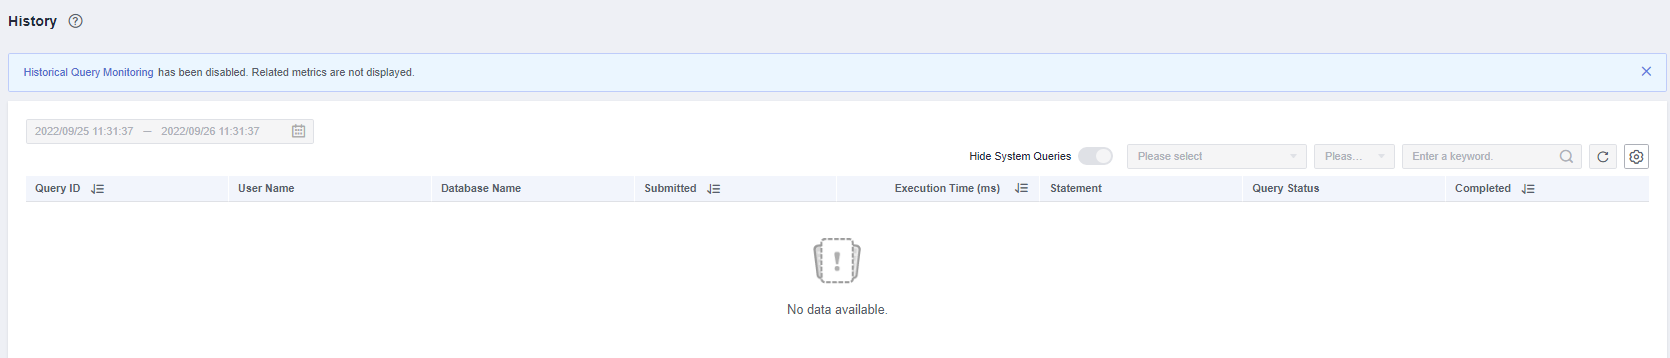 History
Historical Query Monitoring has been disabled. Related metrics are not displayed.
2022/09/25 11:31:37 — 2022/09/26 11:31:37
Hide System Queries Please select Pleas... Enter a keyword.
Query ID User Name Database Name Submitted Execution Time (ms) Statement Query Status Completed
No data available.